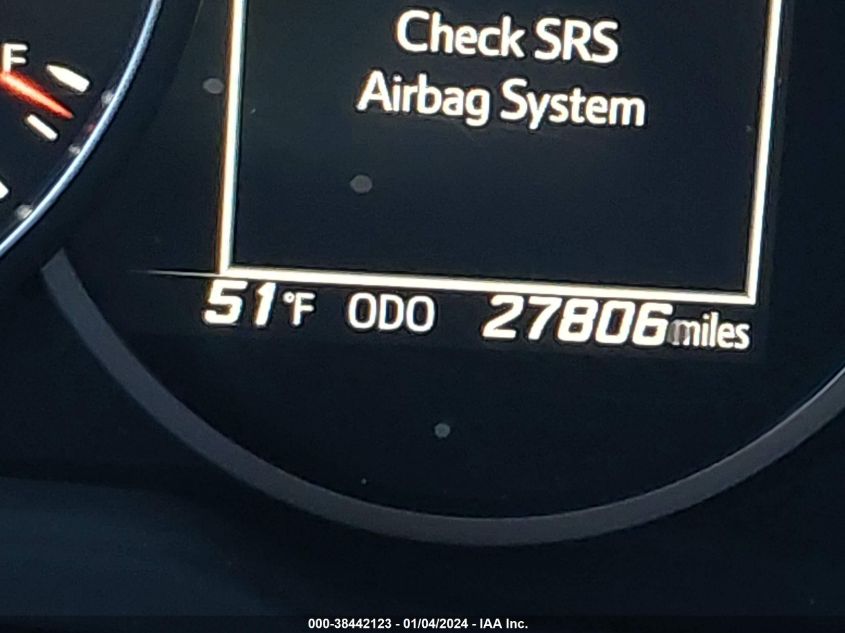 F
Check SRS
Airbag System
51°F ODO 27806 miles
000-38442123 - 01/04/2024 - IAA Inc.